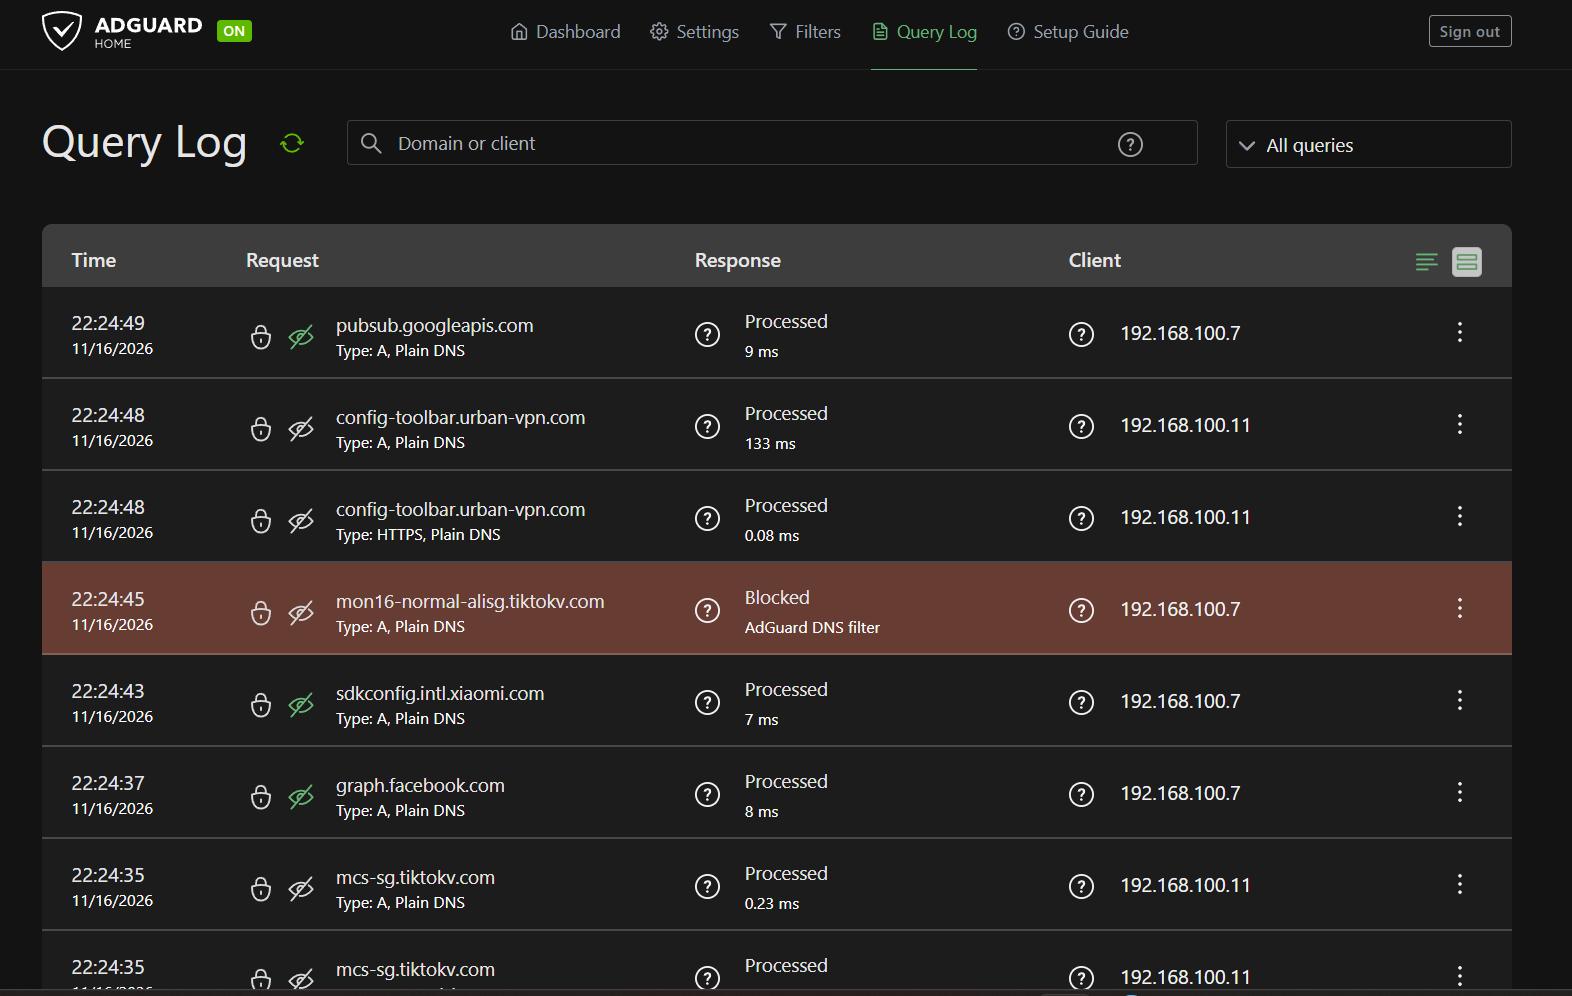 ADGUARD
HOME
ON
Dashboard
Settings
Filters
Query Log
Setup Guide
Sign out
Query Log
Domain or client
All queries
Time Request Response Client
22:24:49
11/16/2026
pubsub.googleapis.com
Type: A, Plain DNS
Processed
9 ms
192.168.100.7
22:24:48
11/16/2026
config-toolbar.urban-vpn.com
Type: A, Plain DNS
Processed
133 ms
192.168.100.11
22:24:48
11/16/2026
config-toolbar.urban-vpn.com
Type: HTTPS, Plain DNS
Processed
0.08 ms
192.168.100.11
22:24:45
11/16/2026
mon16-normal-alisg.tiktokv.com
Type: A, Plain DNS
Blocked
AdGuard DNS filter
192.168.100.7
22:24:43
11/16/2026
sdkconfig.intl.xiaomi.com
Type: A, Plain DNS
Processed
7 ms
192.168.100.7
22:24:37
11/16/2026
graph.facebook.com
Type: A, Plain DNS
Processed
8 ms
192.168.100.7
22:24:35
11/16/2026
mcs-sg.tiktokv.com
Type: A, Plain DNS
Processed
0.23 ms
192.168.100.11
22:24:35
mcs-sg.tiktokv.com
Processed
192.168.100.11